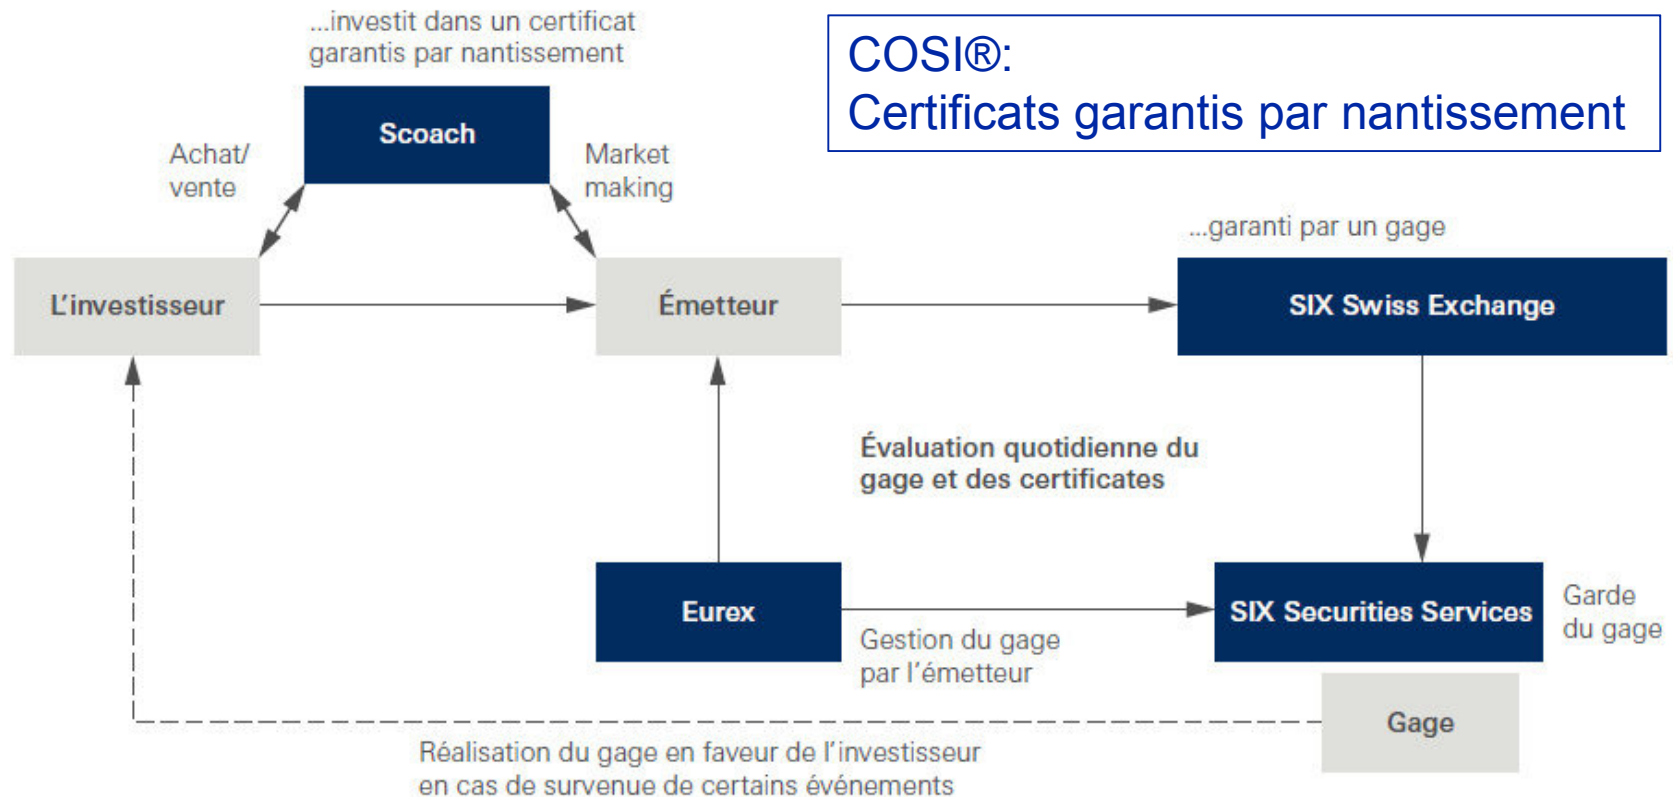 ...investit dans un certificat
garantis par nantissement
COSI®:
Certificats garantis par nantissement
Scoach
Achat/
vente
Market
making
...garanti par un gage
L'investisseur
Émetteur
SIX Swiss Exchange
Évaluation quotidienne du
gage et des certificates
Eurex
SIX Securities Services
Garde
du gage
Gestion du gage
par l'émetteur
Gage
Réalisation du gage en faveur de l'investisseur
en cas de survenue de certains événements